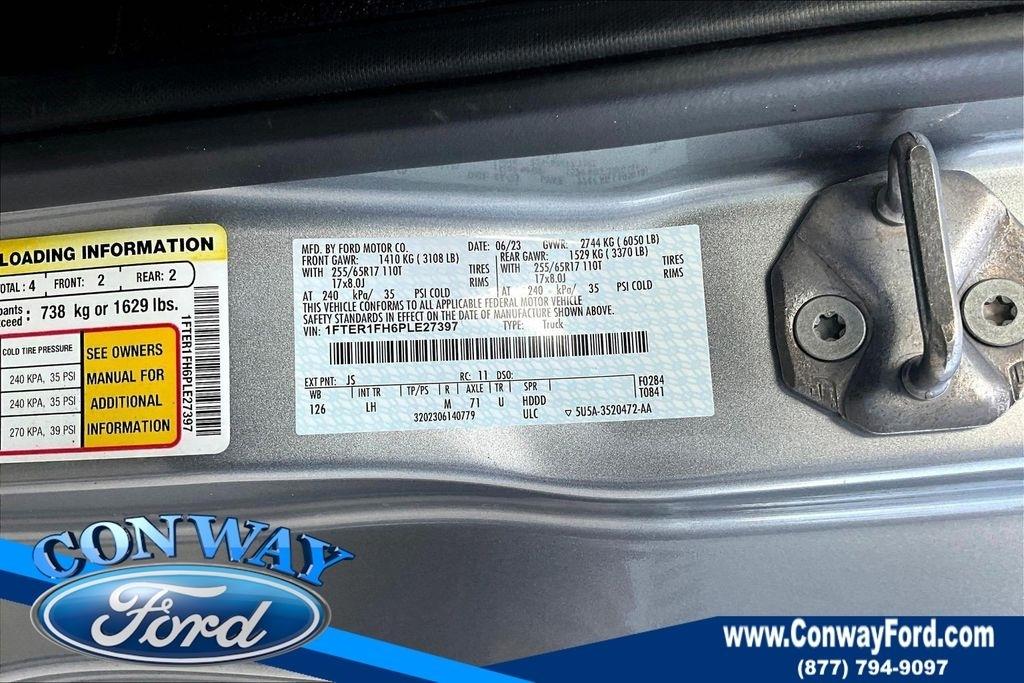 LOADING INFORMATION
TOTAL: 4 FRONT: 2 REAR: 2
738 kg or 1629 lbs.
COLD TIRE PRESSURE
240 KPA, 35 PSI
240 KPA, 35 PSI
270 KPA, 39 PSI
SEE OWNERS
MANUAL FOR
ADDITIONAL
INFORMATION
1FTER1FH6PLE27397
MFD. BY FORD MOTOR CO. DATE: 06/23 GVWR: 2744 KG ( 6050 LB)
FRONT GAWR: 1410 KG ( 3108 LB) REAR GAWR: 1529 KG ( 3370 LB)
WITH 255/65R17 110T TIRES WITH 255/65R17 110T TIRES
17x8.0J RIMS 17x8.0J RIMS
AT 240 kPa/ 35 PSI COLD AT 240 kPa/ 35 PSI COLD
THIS VEHICLE CONFORMS TO ALL APPLICABLE FEDERAL MOTOR VEHICLE
SAFETY STANDARDS IN EFFECT ON THE DATE OF MANUFACTURE SHOWN ABOVE.
VIN: 1FTER1FH6PLE27397 TYPE: Truck
EXT PNT: JS RC: 11 DSO: F0284
WB INT TR TP/PS R AXLE TR SPR T0841
126 LH M 71 U HDDD
3202306140779 ULC 5U5A-3520472-AA
CONWAY
Ford
www.ConwayFord.com
(877) 794-9097